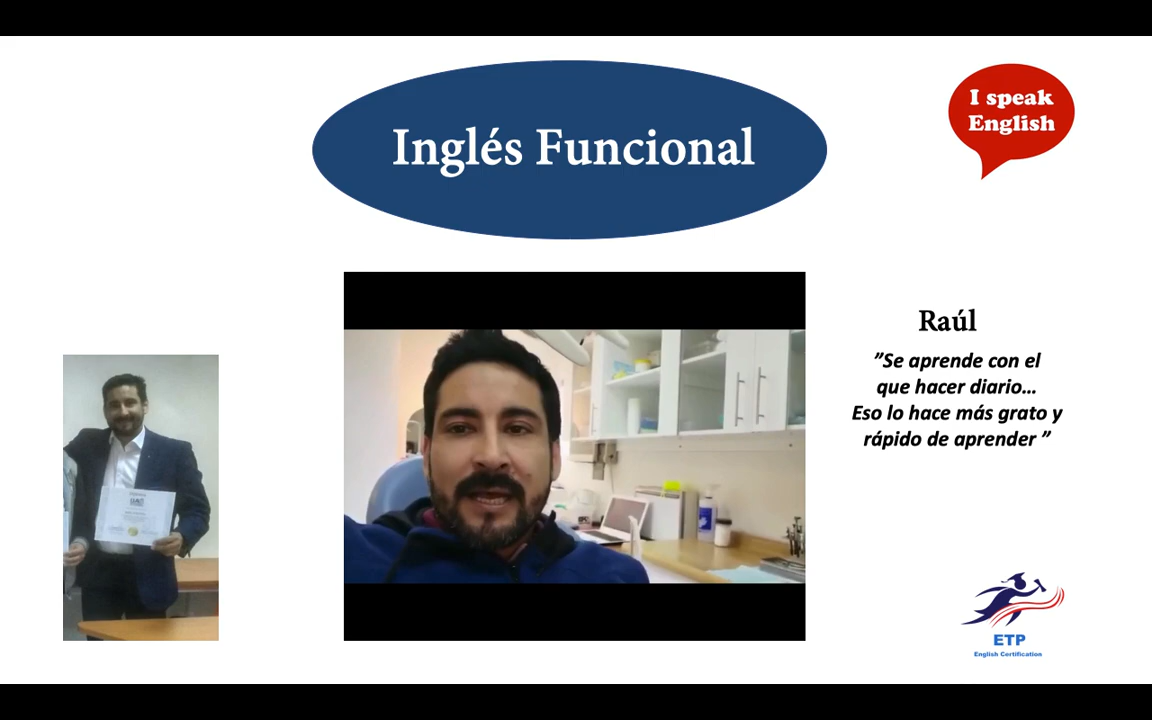 Inglés Funcional
I speak
English
Raúl
”Se aprende con el
que hacer diario...
Eso lo hace más grato y
rápido de aprender ”
ETP
English Certification